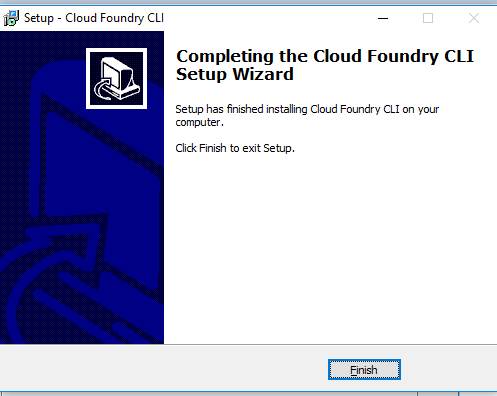 Setup - Cloud Foundry CLI
Completing the Cloud Foundry CLI
Setup Wizard
Setup has finished installing Cloud Foundry CLI on your
computer.
Click Finish to exit Setup.
Finish